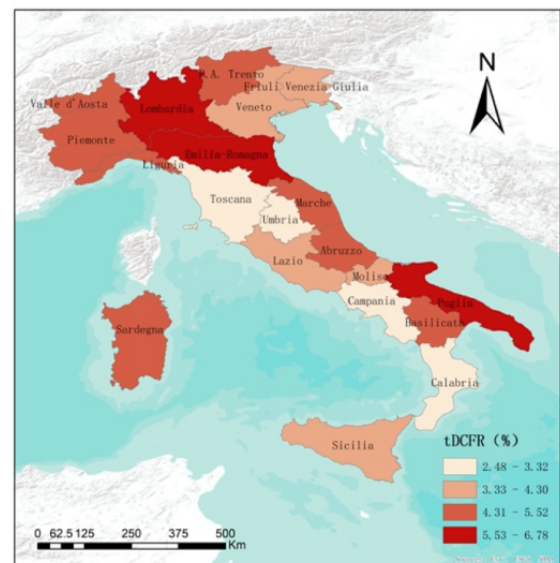 N
P.A. Trento
Friuli Venezia Giulia
Valle d'Aosta
Lombardia
Veneto
Piemonte
Emilia-Romagna
Liguria
Toscana
Marche
Umbria
Abruzzo
Lazio
Molise
Puglia
Campania
Basilicata
Sardegna
Calabria
Sicilia
tDCFR (%)
2.48 - 3.32
3.33 - 4.30
4.31 - 5.52
5.53 - 6.78
0 62.5 125 250 375 500
Km